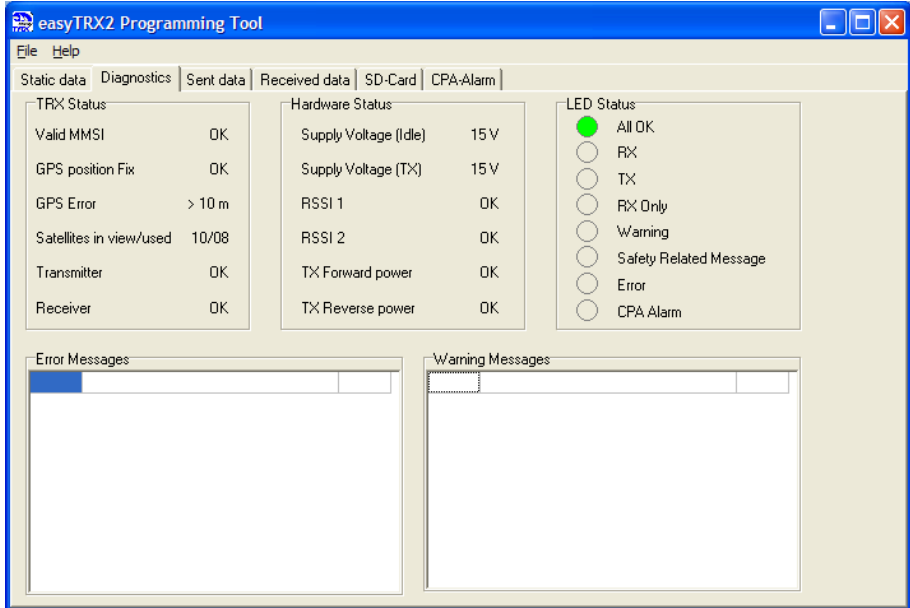 easyTRX2 Programming Tool
File Help
Static data Diagnostics Sent data Received data SD-Card CPA-Alarm
TRX Status
Valid MMSI OK
GPS position Fix OK
GPS Error > 10 m
Satellites in view/used 10/08
Transmitter OK
Receiver OK
Hardware Status
Supply Voltage (Idle) 15 V
Supply Voltage (TX) 15 V
RSSI 1 OK
RSSI 2 OK
TX Forward power OK
TX Reverse power OK
LED Status
All OK
RX
TX
RX Only
Warning
Safety Related Message
Error
CPA Alarm
Error Messages
Warning Messages